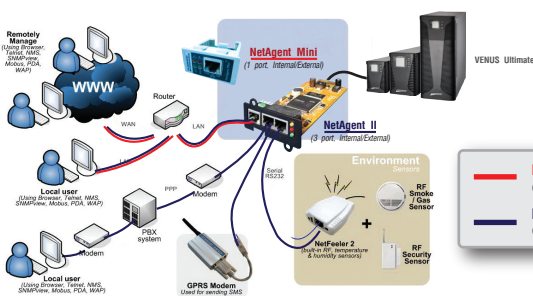 Remotely
Manage
(Using Browser,
Telnet, NMS,
SNMPview,
Mobus, PDA,
WAP)
WWW
WAN
Router
LAN
NetAgent Mini
(1 port, Internal/External)
VENUS Ultimate
NetAgent II
(3 port, Internal/External)
Local user
(Using Browser, Telnet, NMS,
SNMPview, Mobus, PDA, WAP)
PPP
Modem
Serial
RS232
PBX
system
Modem
Local user
(Using Browser, Telnet, NMS,
SNMPview, Mobus, PDA, WAP)
GPRS Modem
Used for sending SMS
Environment
Sensors
NetFeeler 2
(built-in RF, temperature
& humidity sensors)
+
RF
Smoke
/ Gas
Sensor
RF
Security
Sensor